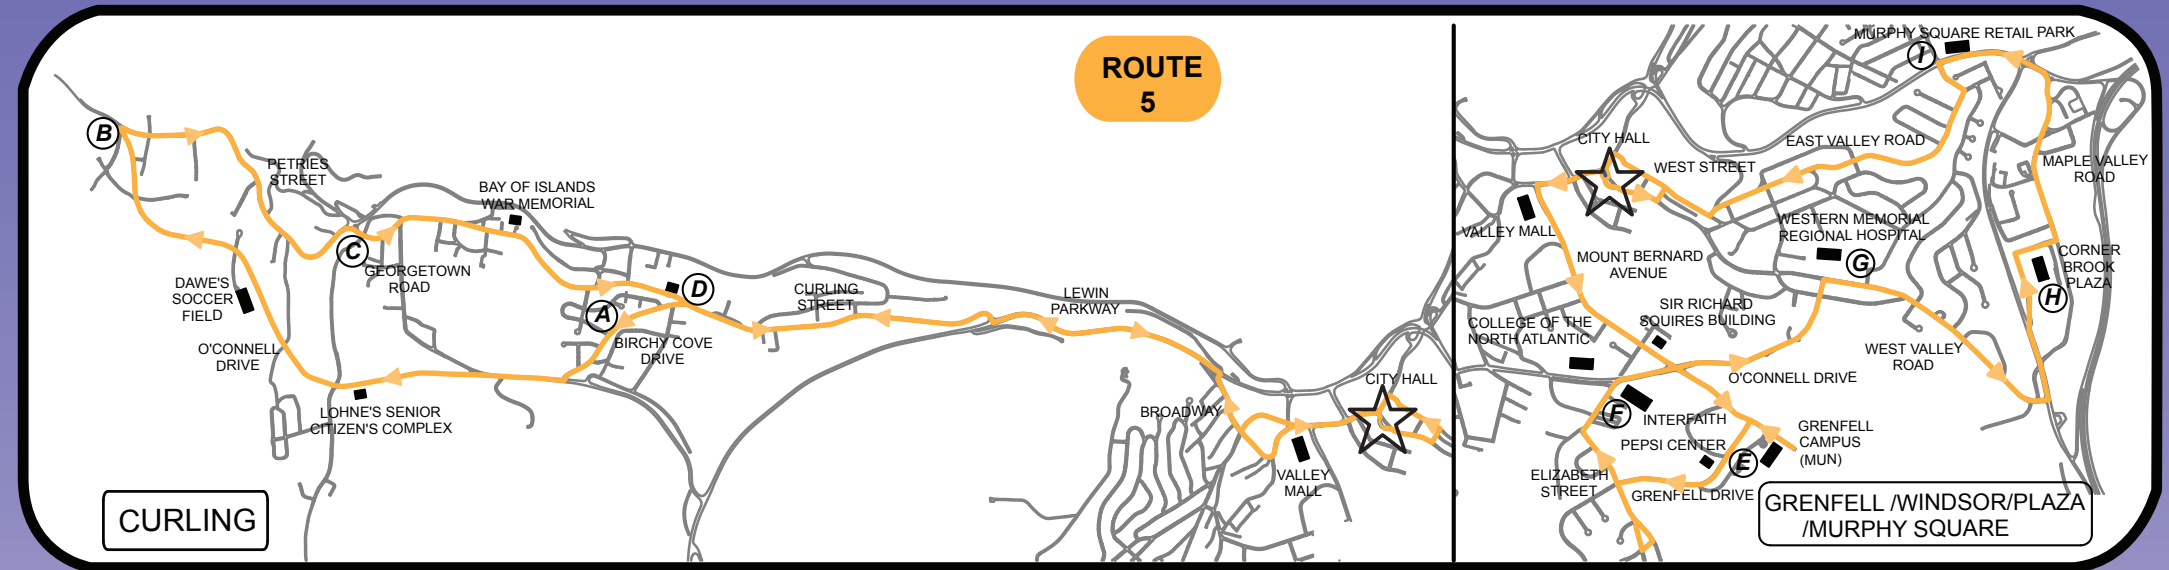 ROUTE
5
B
PETRIES
STREET
BAY OF ISLANDS
WAR MEMORIAL
C
GEORGETOWN
ROAD
DAWE'S
SOCCER
FIELD
O'CONNELL
DRIVE
LOHNE'S SENIOR
CITIZEN'S COMPLEX
A
BIRCHY COVE
DRIVE
D
CURLING
STREET
LEWIN
PARKWAY
BROADWAY
CITY HALL
VALLEY
MALL
CURLING
MURPHY SQUARE RETAIL PARK
I
CITY HALL
WEST STREET
EAST VALLEY ROAD
MAPLE VALLEY
ROAD
VALLEY MALL
MOUNT BERNARD
AVENUE
WESTERN MEMORIAL
REGIONAL HOSPITAL
G
CORNER
BROOK
PLAZA
H
SIR RICHARD
SQUIRES BUILDING
COLLEGE OF THE
NORTH ATLANTIC
WEST VALLEY
ROAD
O'CONNELL DRIVE
F
INTERFAITH
PEPSI CENTER
E
GRENFELL
CAMPUS
(MUN)
ELIZABETH
STREET
GRENFELL DRIVE
GRENFELL /WINDSOR/PLAZA
/MURPHY SQUARE